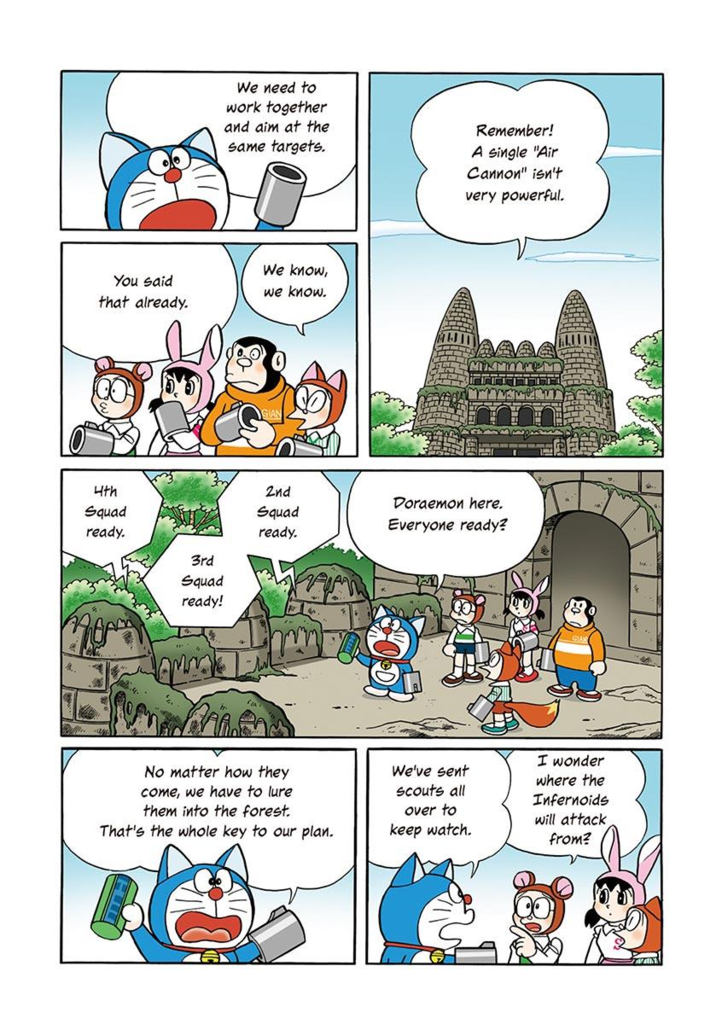 Remember!
A single "Air
Cannon" isn't
very powerful.
We need to
work together
and aim at the
same targets.
We know,
we know.
You said
that already.
GIAN
Doraemon here.
Everyone ready?
2nd
Squad
ready.
3rd
Squad
ready!
4th
Squad
ready.
GIAN
I wonder
where the
Infernoids
will attack
from?
We've sent
scouts all
over to
keep watch.
No matter how they
come, we have to lure
them into the forest.
That's the whole key to our plan.